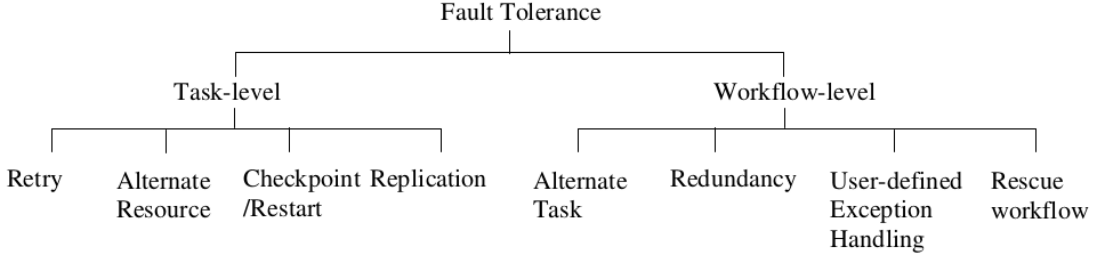 Fault Tolerance
Task-level
Workflow-level
Retry
Alternate
Resource
Checkpoint
/Restart
Replication
Alternate
Task
Redundancy
User-defined
Exception
Handling
Rescue
workflow